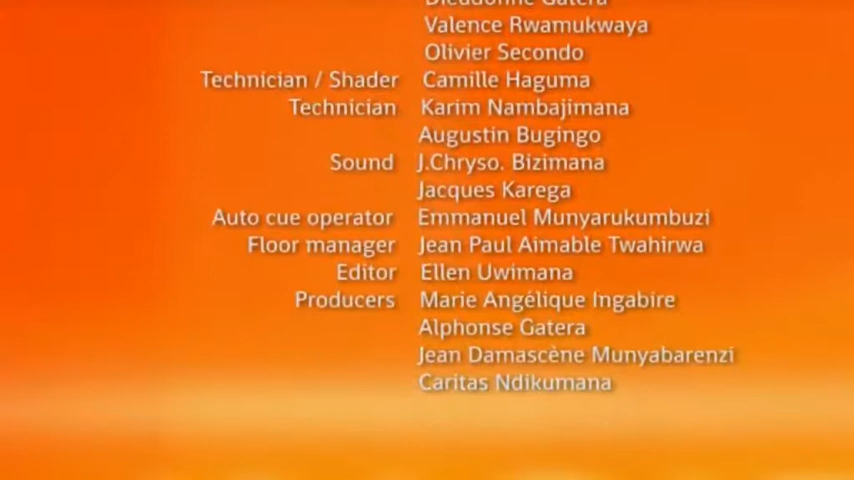 Dieudonné Gatera
Valence Rwamukwaya
Olivier Secondo
Technician / Shader Camille Haguma
Technician Karim Nambajimana
Augustin Bugingo
Sound J.Chryso. Bizimana
Jacques Karega
Auto cue operator Emmanuel Munyarukumbuzi
Floor manager Jean Paul Aimable Twahirwa
Editor Ellen Uwimana
Producers Marie Angélique Ingabire
Alphonse Gatera
Jean Damascène Munyabarenzi
Caritas Ndikumana